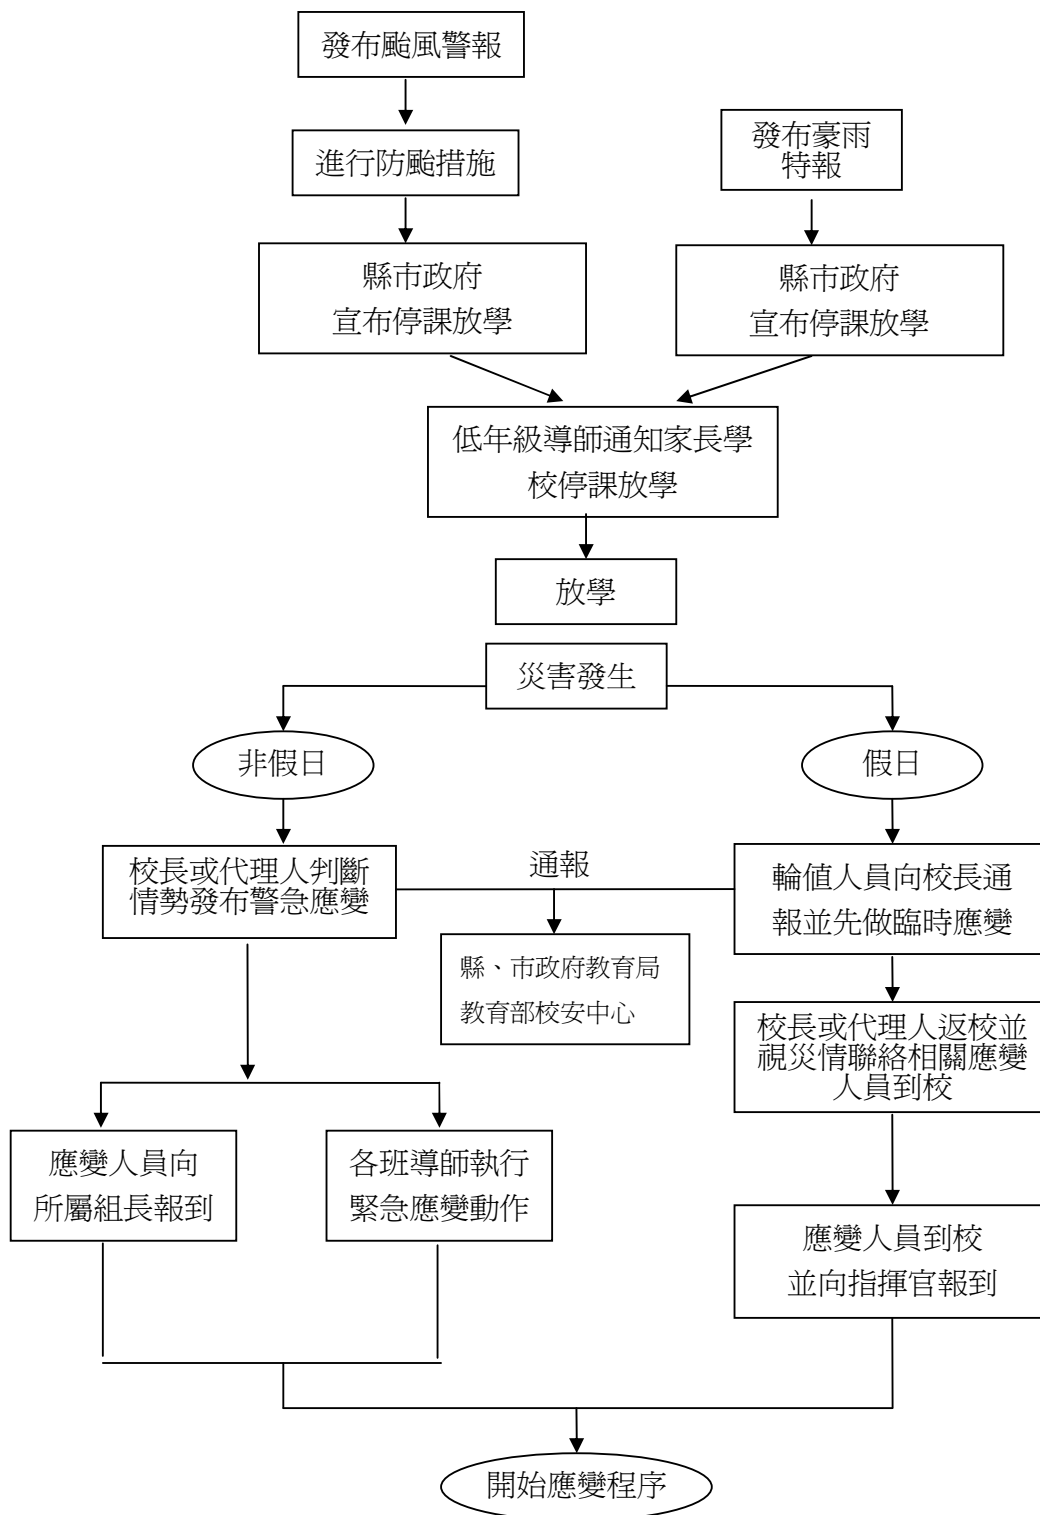 發布颱風警報
進行防颱措施
發布豪雨
特報
縣市政府
宣布停課放學
縣市政府
宣布停課放學
低年級導師通知家長學
校停課放學
放學
災害發生
非假日
假日
校長或代理人判斷
情勢發布警急應變
通報
輪值人員向校長通
報並先做臨時應變
縣、市政府教育局
教育部校安中心
校長或代理人返校並
視災情聯絡相關應變
人員到校
應變人員向
所屬組長報到
各班導師執行
緊急應變動作
應變人員到校
並向指揮官報到
開始應變程序